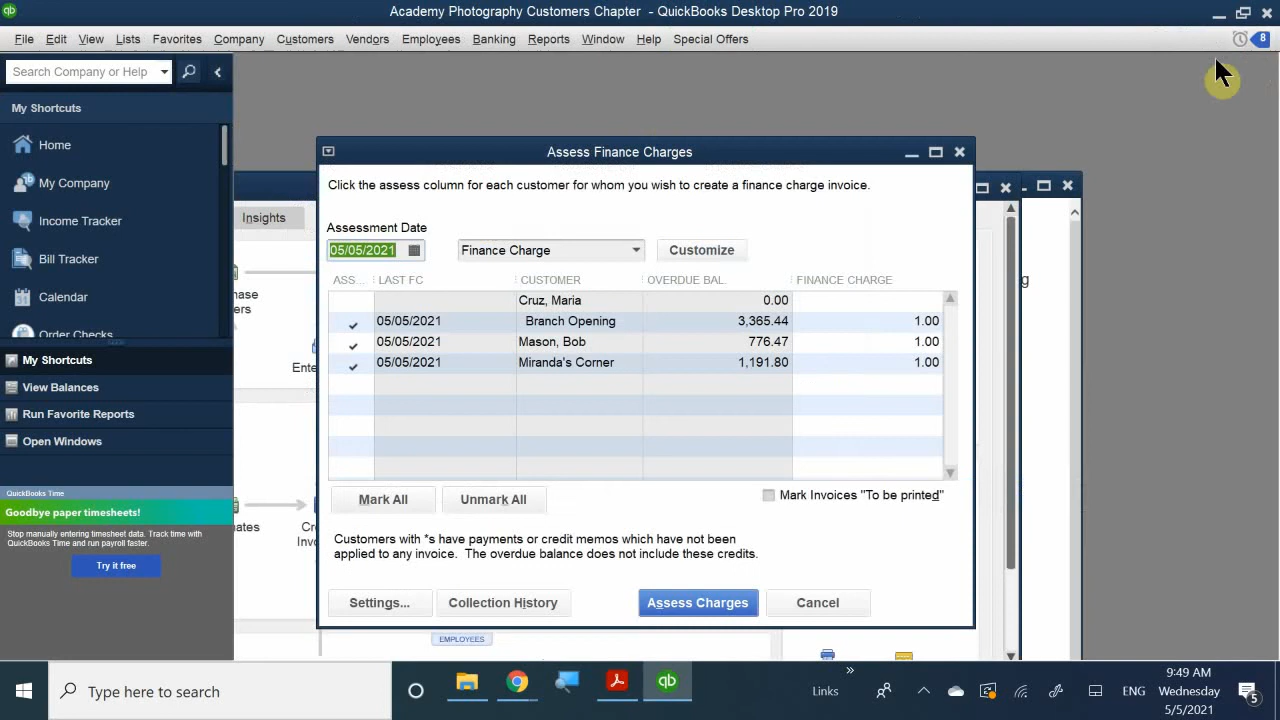 qb Academy Photography Customers Chapter - QuickBooks Desktop Pro 2019
File Edit View Lists Favorites Company Customers Vendors Employees Banking Reports Window Help Special Offers 8
Search Company or Help
My Shortcuts
Home
My Company
Income Tracker
Bill Tracker
Calendar
Order Checks
My Shortcuts
View Balances
Run Favorite Reports
Open Windows
QuickBooks Time
Goodbye paper timesheets!
Stop manually entering timesheet data. Track time with
QuickBooks Time and run payroll faster.
Try it free
Insights
hase
ers
Ente
ates
Cr
Invo
g
Assess Finance Charges
Click the assess column for each customer for whom you wish to create a finance charge invoice.
Assessment Date
05/05/2021 Finance Charge Customize
ASS... LAST FC CUSTOMER OVERDUE BAL. FINANCE CHARGE
Cruz, Maria 0.00
05/05/2021 Branch Opening 3,365.44 1.00
05/05/2021 Mason, Bob 776.47 1.00
05/05/2021 Miranda's Corner 1,191.80 1.00
Mark All Unmark All Mark Invoices "To be printed"
Customers with *s have payments or credit memos which have not been
applied to any invoice. The overdue balance does not include these credits.
Settings... Collection History Assess Charges Cancel
EMPLOYEES
Type here to search
qb
Links
ENG
9:49 AM
Wednesday
5/5/2021
5